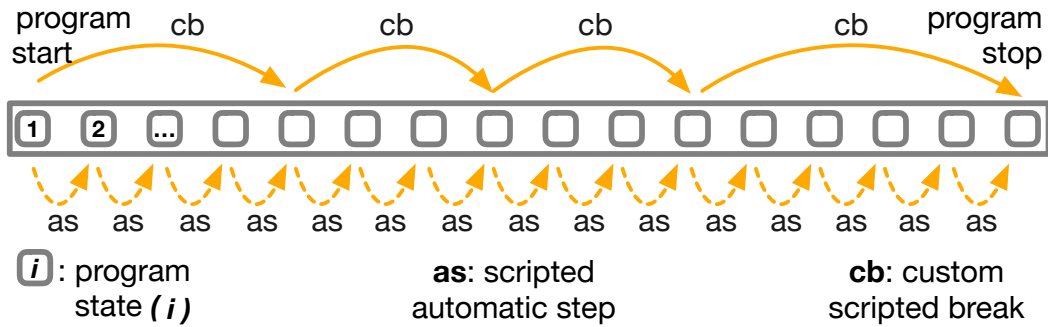 program
start
cb
cb
cb
cb
program
stop
1 2 ...
as as as as as as as as as as as as as as as
i : program
state (i)
as: scripted
automatic step
cb: custom
scripted break